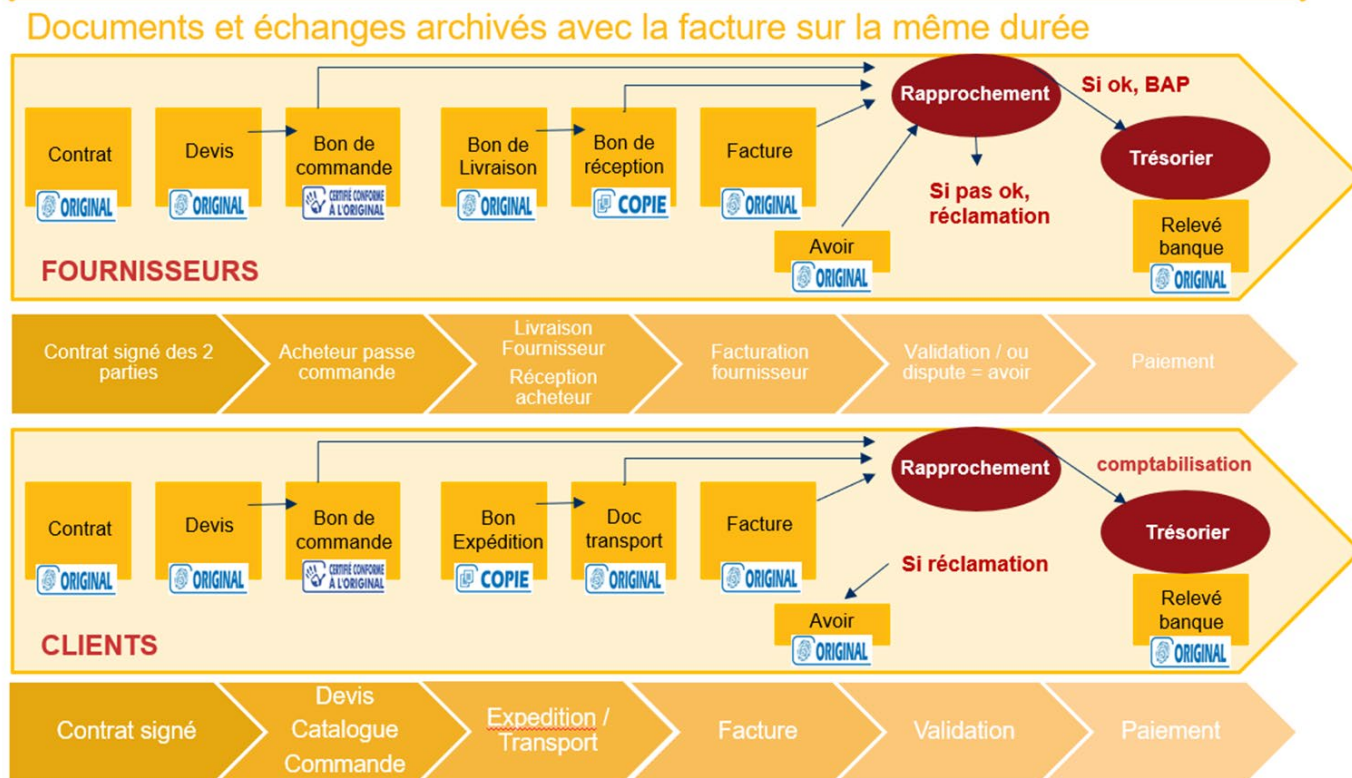 Documents et échanges archivés avec la facture sur la même durée
Contrat
ORIGINAL
Devis
ORIGINAL
Bon de
commande
CERTIFIÉ CONFORME
À L'ORIGINAL
Bon de
Livraison
ORIGINAL
Bon de
réception
COPIE
Facture
ORIGINAL
Rapprochement
Si ok, BAP
Trésorier
Si pas ok,
réclamation
Avoir
ORIGINAL
Relevé
banque
ORIGINAL
FOURNISSEURS
Contrat signé des 2
parties
Acheteur passe
commande
Livraison
Fournisseur
Réception
acheteur
Facturation
fournisseur
Validation / ou
dispute = avoir
Paiement
Contrat
ORIGINAL
Devis
ORIGINAL
Bon de
commande
CERTIFIÉ CONFORME
À L'ORIGINAL
Bon
Expédition
COPIE
Doc
transport
ORIGINAL
Facture
ORIGINAL
Rapprochement
comptabilisation
Trésorier
Si réclamation
Avoir
ORIGINAL
Relevé
banque
ORIGINAL
CLIENTS
Contrat signé
Devis
Catalogue
Commande
Expedition /
Transport
Facture
Validation
Paiement